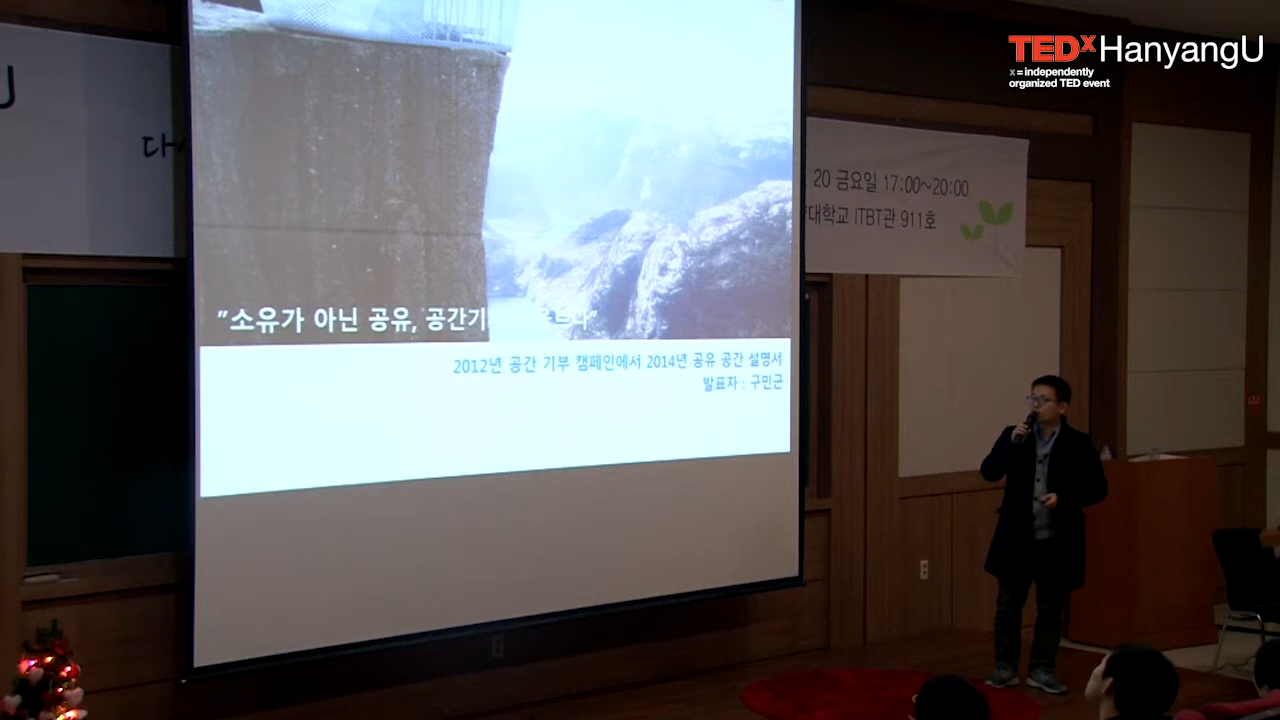 TEDxHanyangU
x = independently
organized TED event
U
20 금요일 17:00~20:00
대학교 ITBT관 911호
"소유가 아닌 공유, 공간기
2012년 공간 기부 캠페인에서 2014년 공유 공간 설명서
발표자 : 구민근